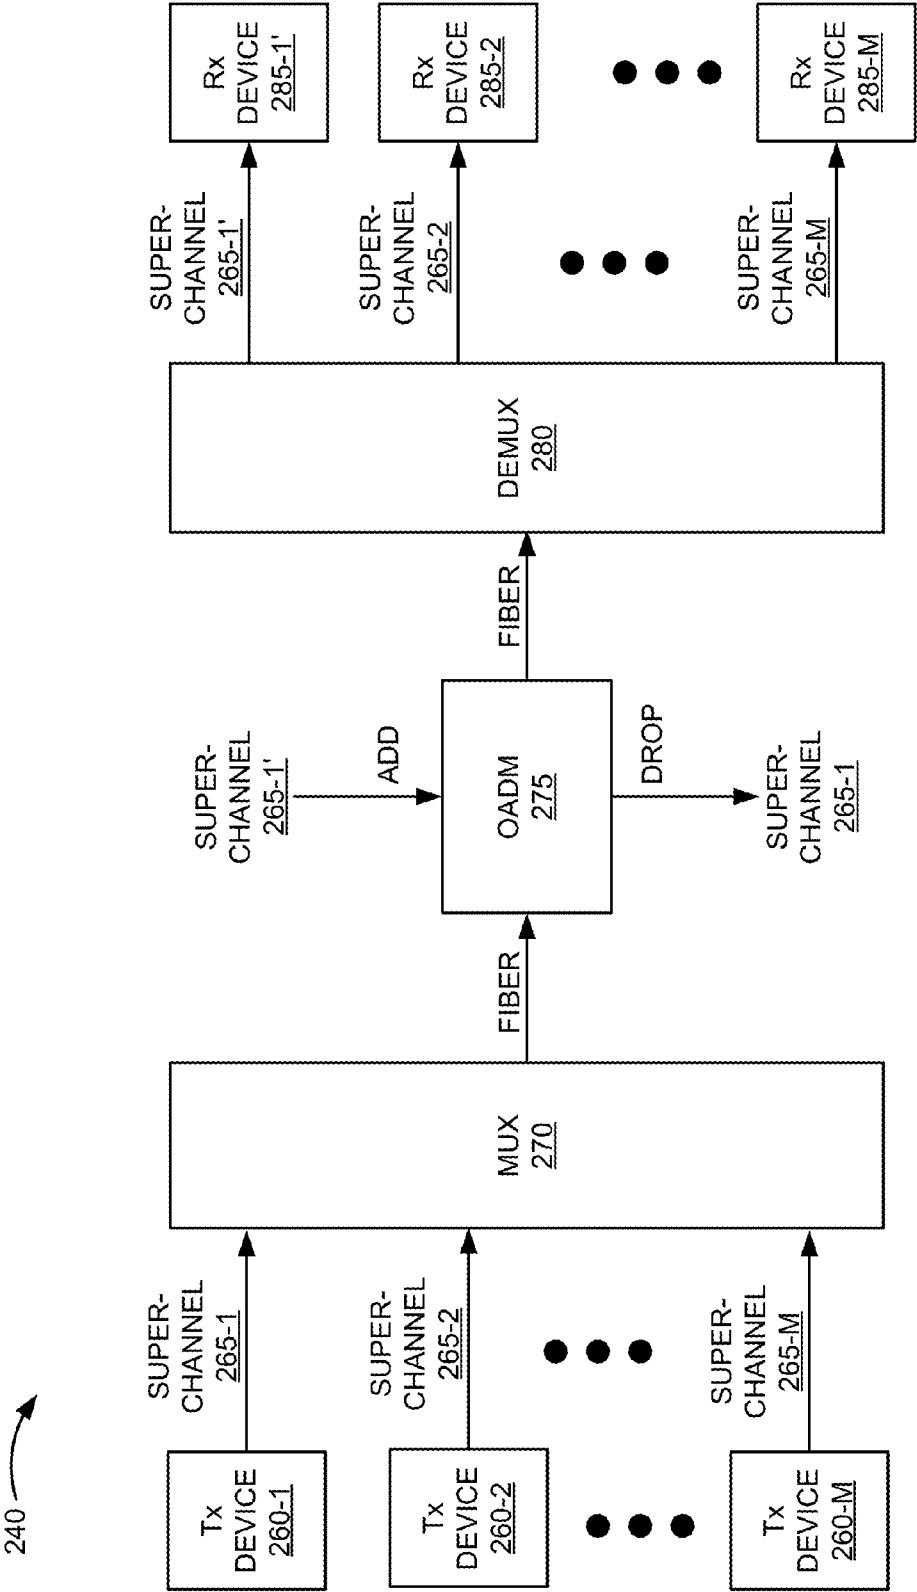 240
Tx
DEVICE
260-1
Tx
DEVICE
260-2
Tx
DEVICE
260-M
SUPER-
CHANNEL
265-1
SUPER-
CHANNEL
265-2
SUPER-
CHANNEL
265-M
MUX
270
FIBER
SUPER-
CHANNEL
265-1'
ADD
OADM
275
DROP
SUPER-
CHANNEL
265-1
FIBER
DEMUX
280
SUPER-
CHANNEL
265-1'
SUPER-
CHANNEL
265-2
SUPER-
CHANNEL
265-M
Rx
DEVICE
285-1'
Rx
DEVICE
285-2
Rx
DEVICE
285-M